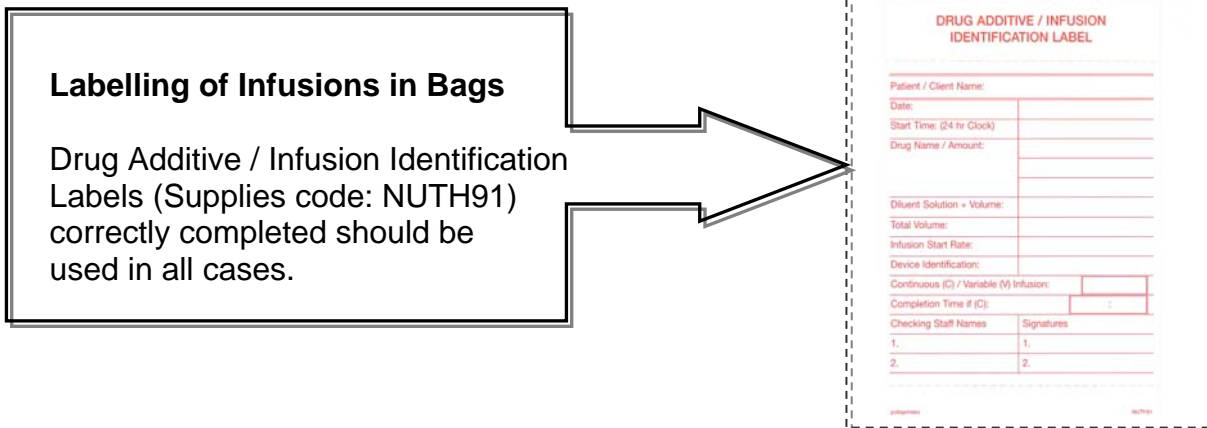 Labelling of Infusions in Bags
Drug Additive / Infusion Identification
Labels (Supplies code: NUTH91)
correctly completed should be
used in all cases.
DRUG ADDITIVE / INFUSION
IDENTIFICATION LABEL
Patient / Client Name:
Date:
Start Time: (24 hr Clock)
Drug Name / Amount:
Diluent Solution + Volume:
Total Volume:
Infusion Start Rate:
Device Identification:
Continuous (C) / Variable (V) Infusion:
Completion Time if (C):
:
Checking Staff Names Signatures
1. 1.
2. 2.
NUTH91